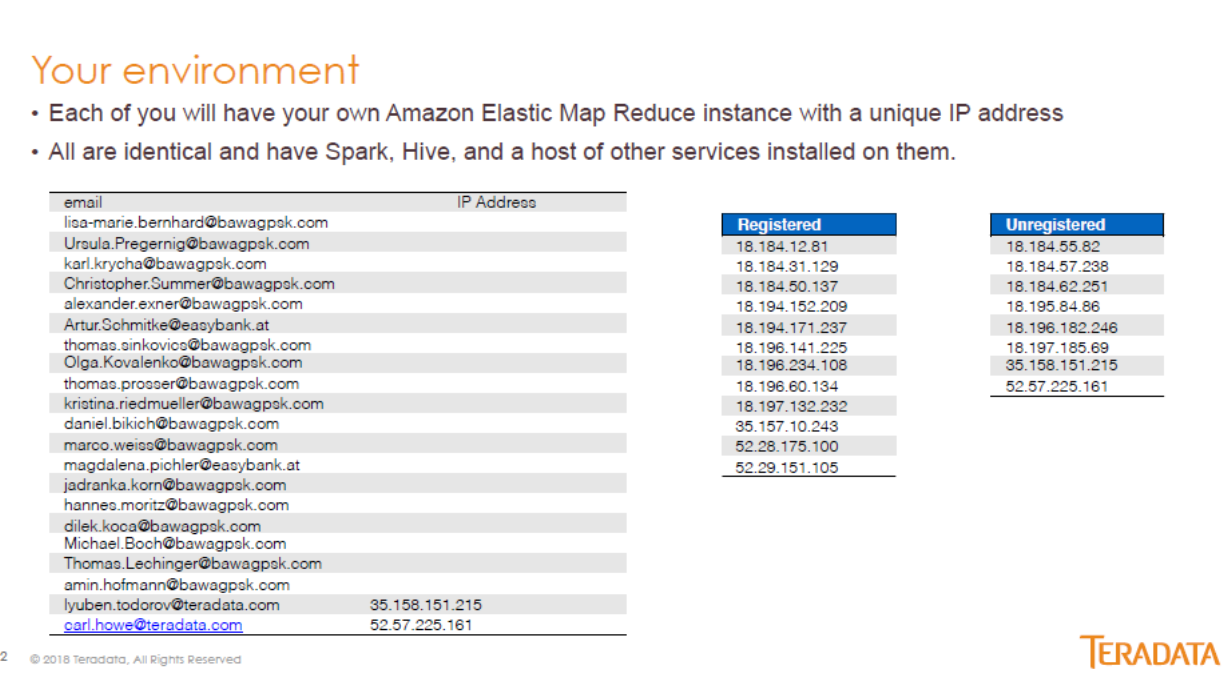 Your environment
• Each of you will have your own Amazon Elastic Map Reduce instance with a unique IP address
• All are identical and have Spark, Hive, and a host of other services installed on them.
email IP Address
lisa-marie.bernhard@bawagpsk.com
Ursula.Pregernig@bawagpsk.com
karl.krycha@bawagpsk.com
Christopher.Summer@bawagpsk.com
alexander.exner@bawagpsk.com
Artur.Schmitke@easybank.at
thomas.sinkovics@bawagpsk.com
Olga.Kovalenko@bawagpsk.com
thomas.prosser@bawagpsk.com
kristina.riedmueller@bawagpsk.com
daniel.bikich@bawagpsk.com
marco.weiss@bawagpsk.com
magdalena.pichler@easybank.at
jadranka.korn@bawagpsk.com
hannes.moritz@bawagpsk.com
dilek.koca@bawagpsk.com
Michael.Boch@bawagpsk.com
Thomas.Lechinger@bawagpsk.com
amin.hofmann@bawagpsk.com
lyuben.todorov@teradata.com 35.158.151.215
carl.howe@teradata.com 52.57.225.161
Registered
18.184.12.81
18.184.31.129
18.184.50.137
18.194.152.209
18.194.171.237
18.196.141.225
18.196.234.108
18.196.60.134
18.197.132.232
35.157.10.243
52.28.175.100
52.29.151.105
Unregistered
18.184.55.82
18.184.57.238
18.184.62.251
18.195.84.86
18.196.182.246
18.197.185.69
35.158.151.215
52.57.225.161
2 © 2018 Teradata, All Rights Reserved
TERADATA